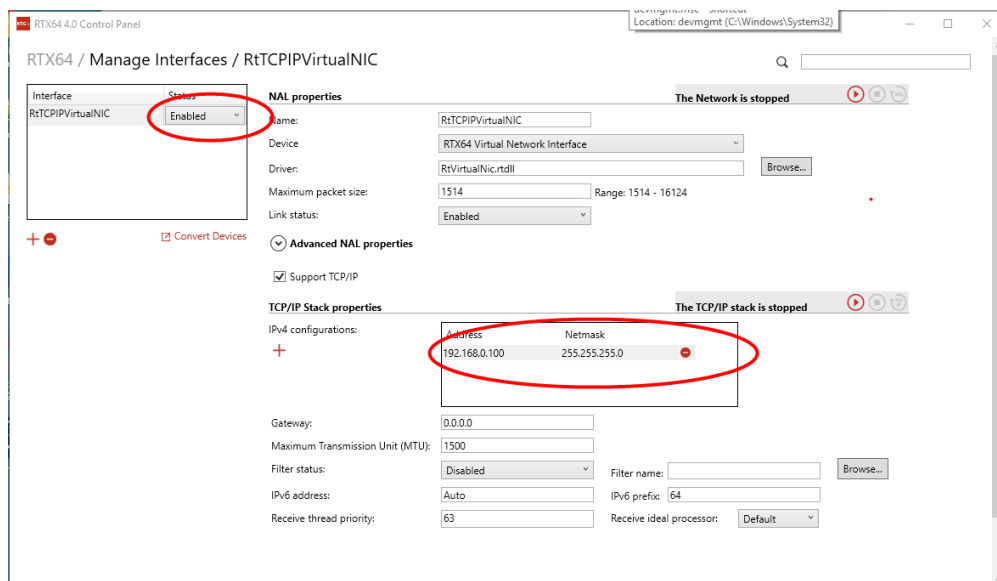 devmgmt.msc - Shortcut
Location: devmgmt (C:\Windows\System32)
RTX64 4.0 Control Panel
RTX64 / Manage Interfaces / RtTCPIPVirtualNIC
Interface Status
RtTCPIPVirtualNIC Enabled
Convert Devices
NAL properties The Network is stopped
Name: RtTCPIPVirtualNIC
Device RTX64 Virtual Network Interface
Driver: RtVirtualNic.rtdll Browse...
Maximum packet size: 1514 Range: 1514 - 16124
Link status: Enabled
Advanced NAL properties
Support TCP/IP
TCP/IP Stack properties The TCP/IP stack is stopped
IPv4 configurations:
Address Netmask
192.168.0.100 255.255.255.0
Gateway: 0.0.0.0
Maximum Transmission Unit (MTU): 1500
Filter status: Disabled Filter name: Browse...
IPv6 address: Auto IPv6 prefix: 64
Receive thread priority: 63 Receive ideal processor: Default